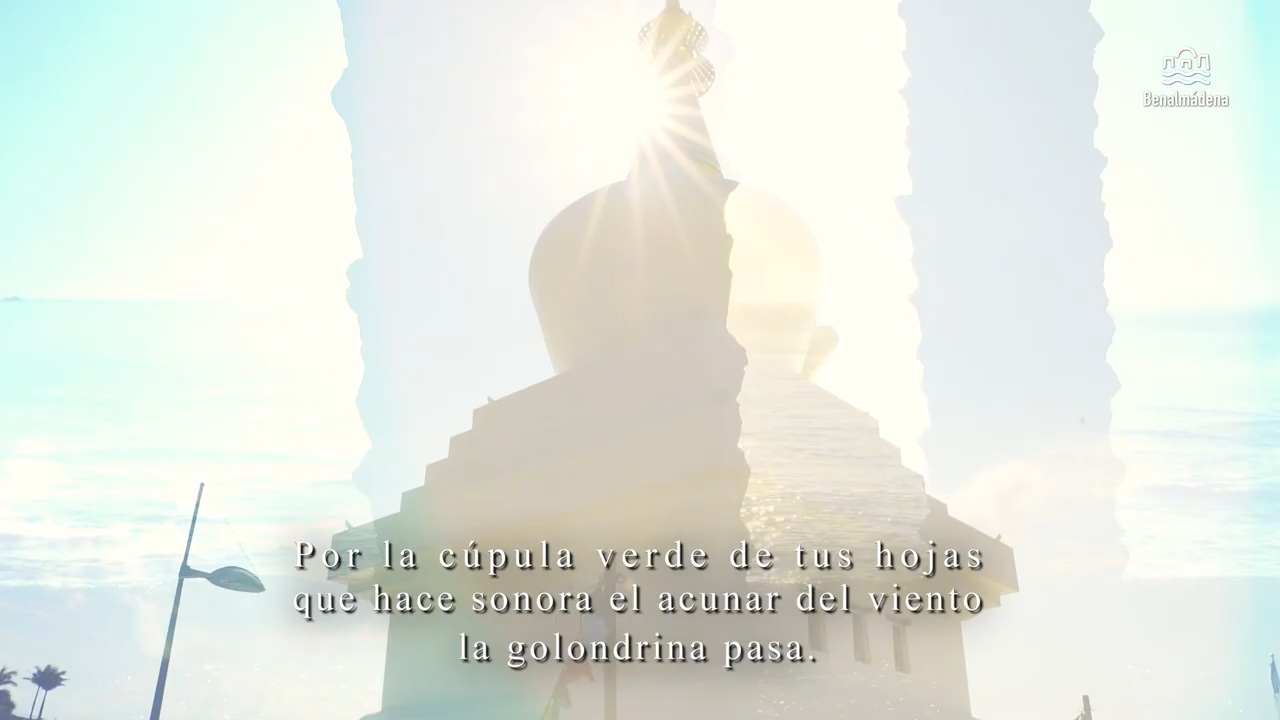 Benalmádena
Por la cúpula verde de tus hojas
que hace sonora el acunar del viento
la golondrina pasa.